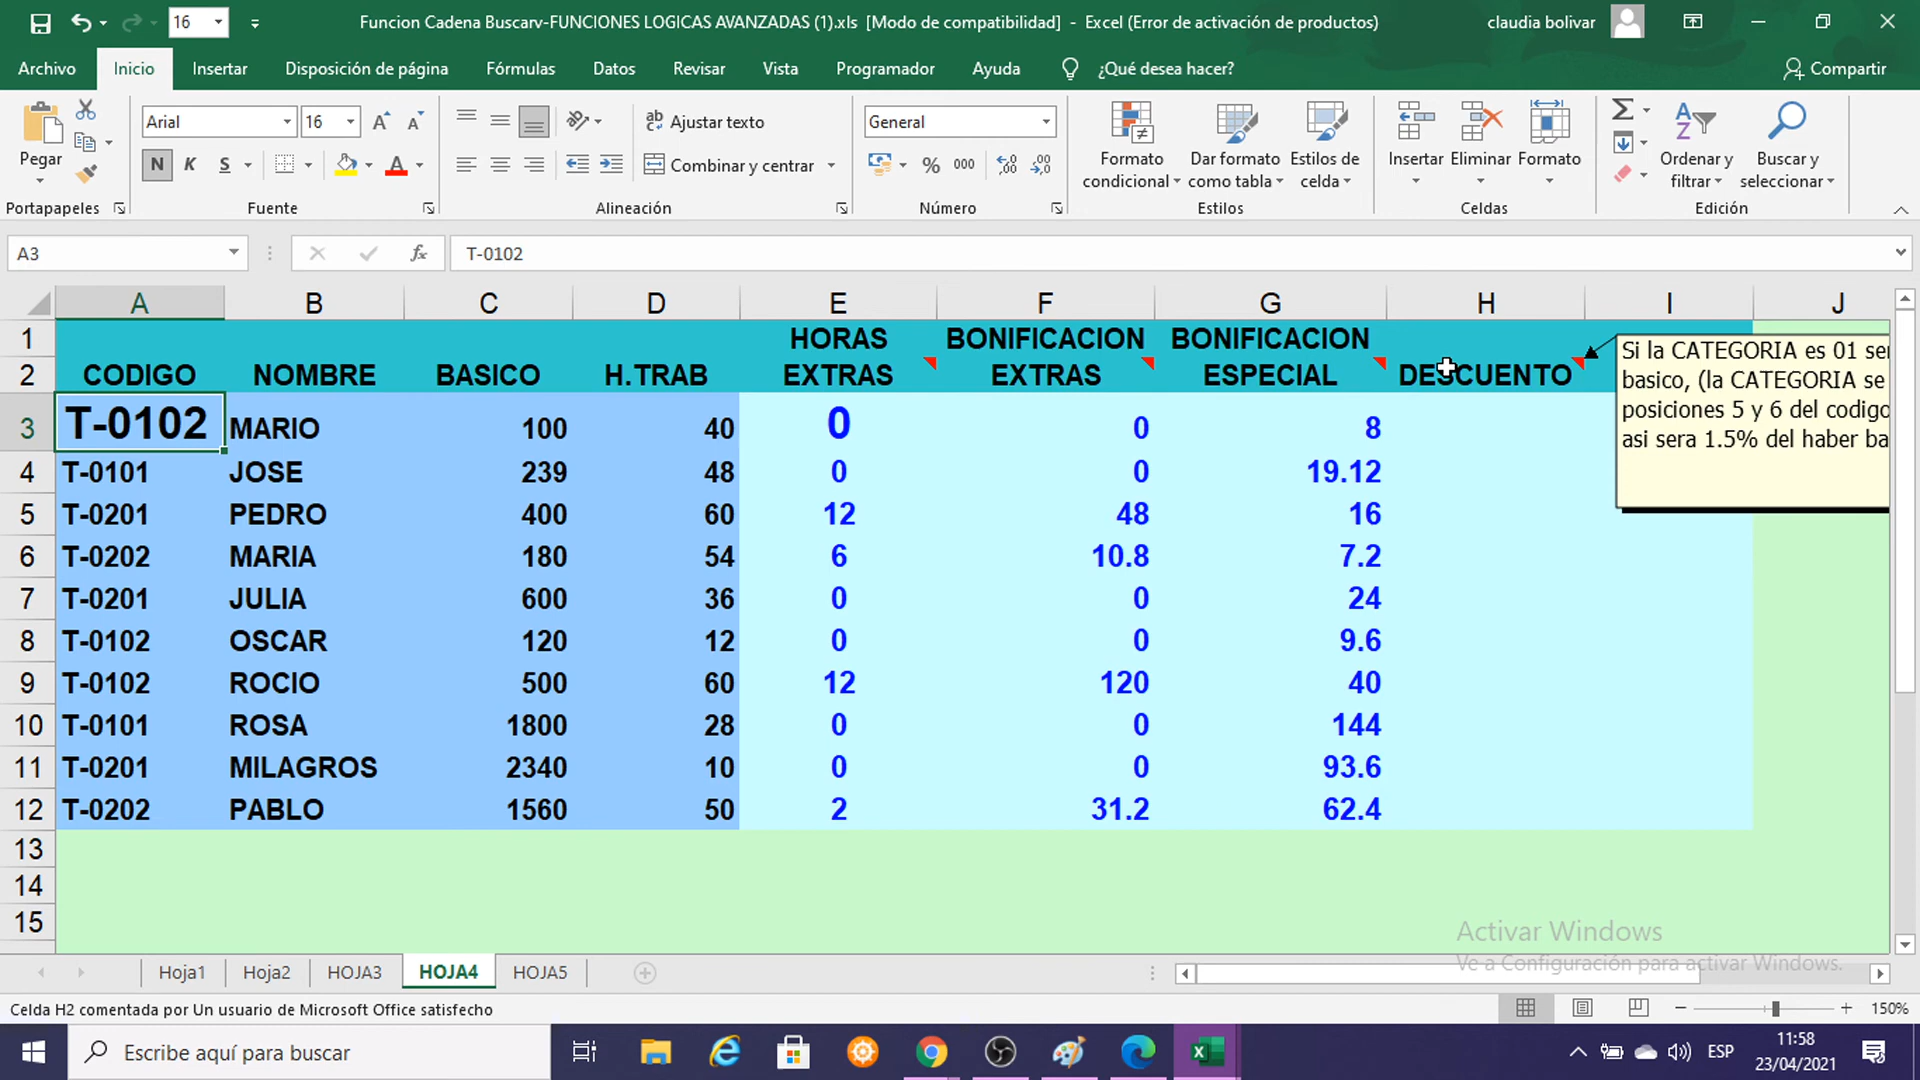 16
Funcion Cadena Buscarv-FUNCIONES LOGICAS AVANZADAS (1).xls [Modo de compatibilidad] - Excel (Error de activación de productos)
claudia bolivar
Archivo Inicio Insertar Disposición de página Fórmulas Datos Revisar Vista Programador Ayuda ¿Qué desea hacer? Compartir
Pegar
Arial 16
N K S
Ajustar texto
Combinar y centrar
General
% 000
Formato condicional
Dar formato como tabla
Estilos de celda
Insertar Eliminar Formato
Ordenar y filtrar
Buscar y seleccionar
Portapapeles Fuente Alineación Número Estilos Celdas Edición
A3 fx T-0102
A B C D E F G H I J
1 HORAS BONIFICACION BONIFICACION
2 CODIGO NOMBRE BASICO H.TRAB EXTRAS EXTRAS ESPECIAL DESCUENTO
3 T-0102 MARIO 100 40 0 0 8
4 T-0101 JOSE 239 48 0 0 19.12
5 T-0201 PEDRO 400 60 12 48 16
6 T-0202 MARIA 180 54 6 10.8 7.2
7 T-0201 JULIA 600 36 0 0 24
8 T-0102 OSCAR 120 12 0 0 9.6
9 T-0102 ROCIO 500 60 12 120 40
10 T-0101 ROSA 1800 28 0 0 144
11 T-0201 MILAGROS 2340 10 0 0 93.6
12 T-0202 PABLO 1560 50 2 31.2 62.4
13
14
15
Si la CATEGORIA es 01 ser
basico, (la CATEGORIA se
posiciones 5 y 6 del codigo
asi sera 1.5% del haber ba
Activar Windows
Ve a Configuración para activar Windows.
Hoja1 Hoja2 HOJA3 HOJA4 HOJA5
Celda H2 comentada por Un usuario de Microsoft Office satisfecho
150%
Escribe aquí para buscar
ESP
11:58
23/04/2021